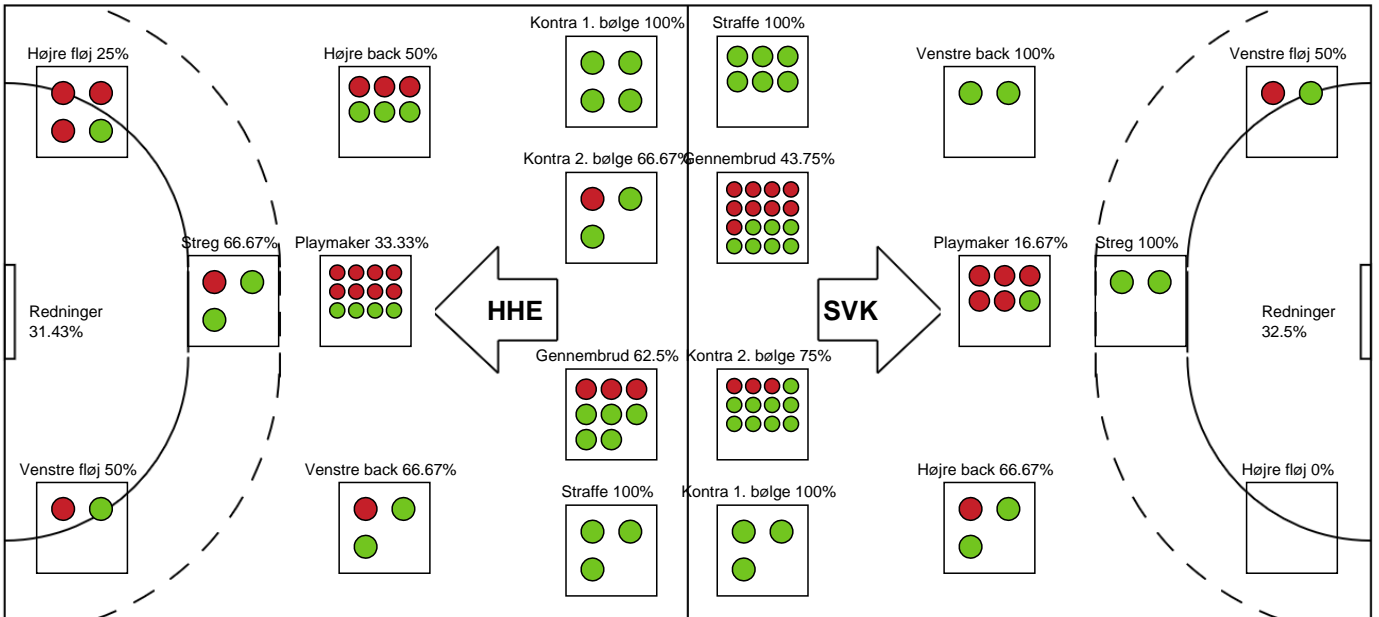 Kontra 1. bølge 100%
Straffe 100%
Højre fløj 25%
Højre back 50%
Venstre back 100%
Venstre fløj 50%
Kontra 2. bølge 66.67%
Gennembrud 43.75%
Streg 66.67%
Playmaker 33.33%
Playmaker 16.67%
Streg 100%
HHE
SVK
Redninger
31.43%
Redninger
32.5%
Gennembrud 62.5%
Kontra 2. bølge 75%
Venstre fløj 50%
Venstre back 66.67%
Højre back 66.67%
Højre fløj 0%
Straffe 100%
Kontra 1. bølge 100%